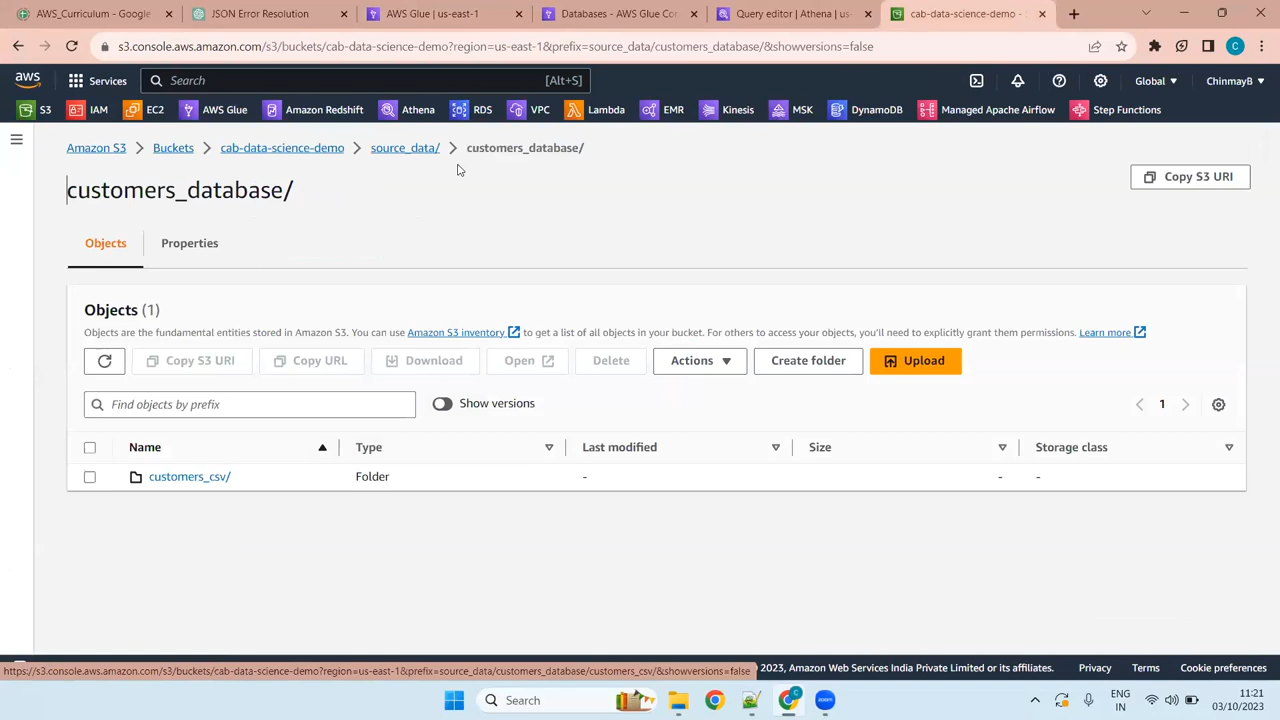 AWS_Curriculum - Google
JSON Error Resolution
AWS Glue | us-east-1
Databases - AWS Glue Co
Query editor | Athena | us-
cab-data-science-demo -
s3.console.aws.amazon.com/s3/buckets/cab-data-science-demo?region=us-east-1&prefix=source_data/customers_database/&showversions=false
aws
Services
Search
[Alt+S]
Global
ChinmayB
S3
IAM
EC2
AWS Glue
Amazon Redshift
Athena
RDS
VPC
Lambda
EMR
Kinesis
MSK
DynamoDB
Managed Apache Airflow
Step Functions
Amazon S3 > Buckets > cab-data-science-demo > source_data/ > customers_database/
customers_database/
Copy S3 URI
Objects
Properties
Objects (1)
Objects are the fundamental entities stored in Amazon S3. You can use Amazon S3 inventory to get a list of all objects in your bucket. For others to access your objects, you'll need to explicitly grant them permissions. Learn more
Copy S3 URI
Copy URL
Download
Open
Delete
Actions
Create folder
Upload
Find objects by prefix
Show versions
1
Name
Type
Last modified
Size
Storage class
customers_csv/
Folder
-
-
-
https://s3.console.aws.amazon.com/s3/buckets/cab-data-science-demo?region=us-east-1&prefix=source_data/customers_database/customers_csv/&showversions=false
2023, Amazon Web Services India Private Limited or its affiliates.
Privacy
Terms
Cookie preferences
Search
zoom
ENG
IN
11:21
03/10/2023